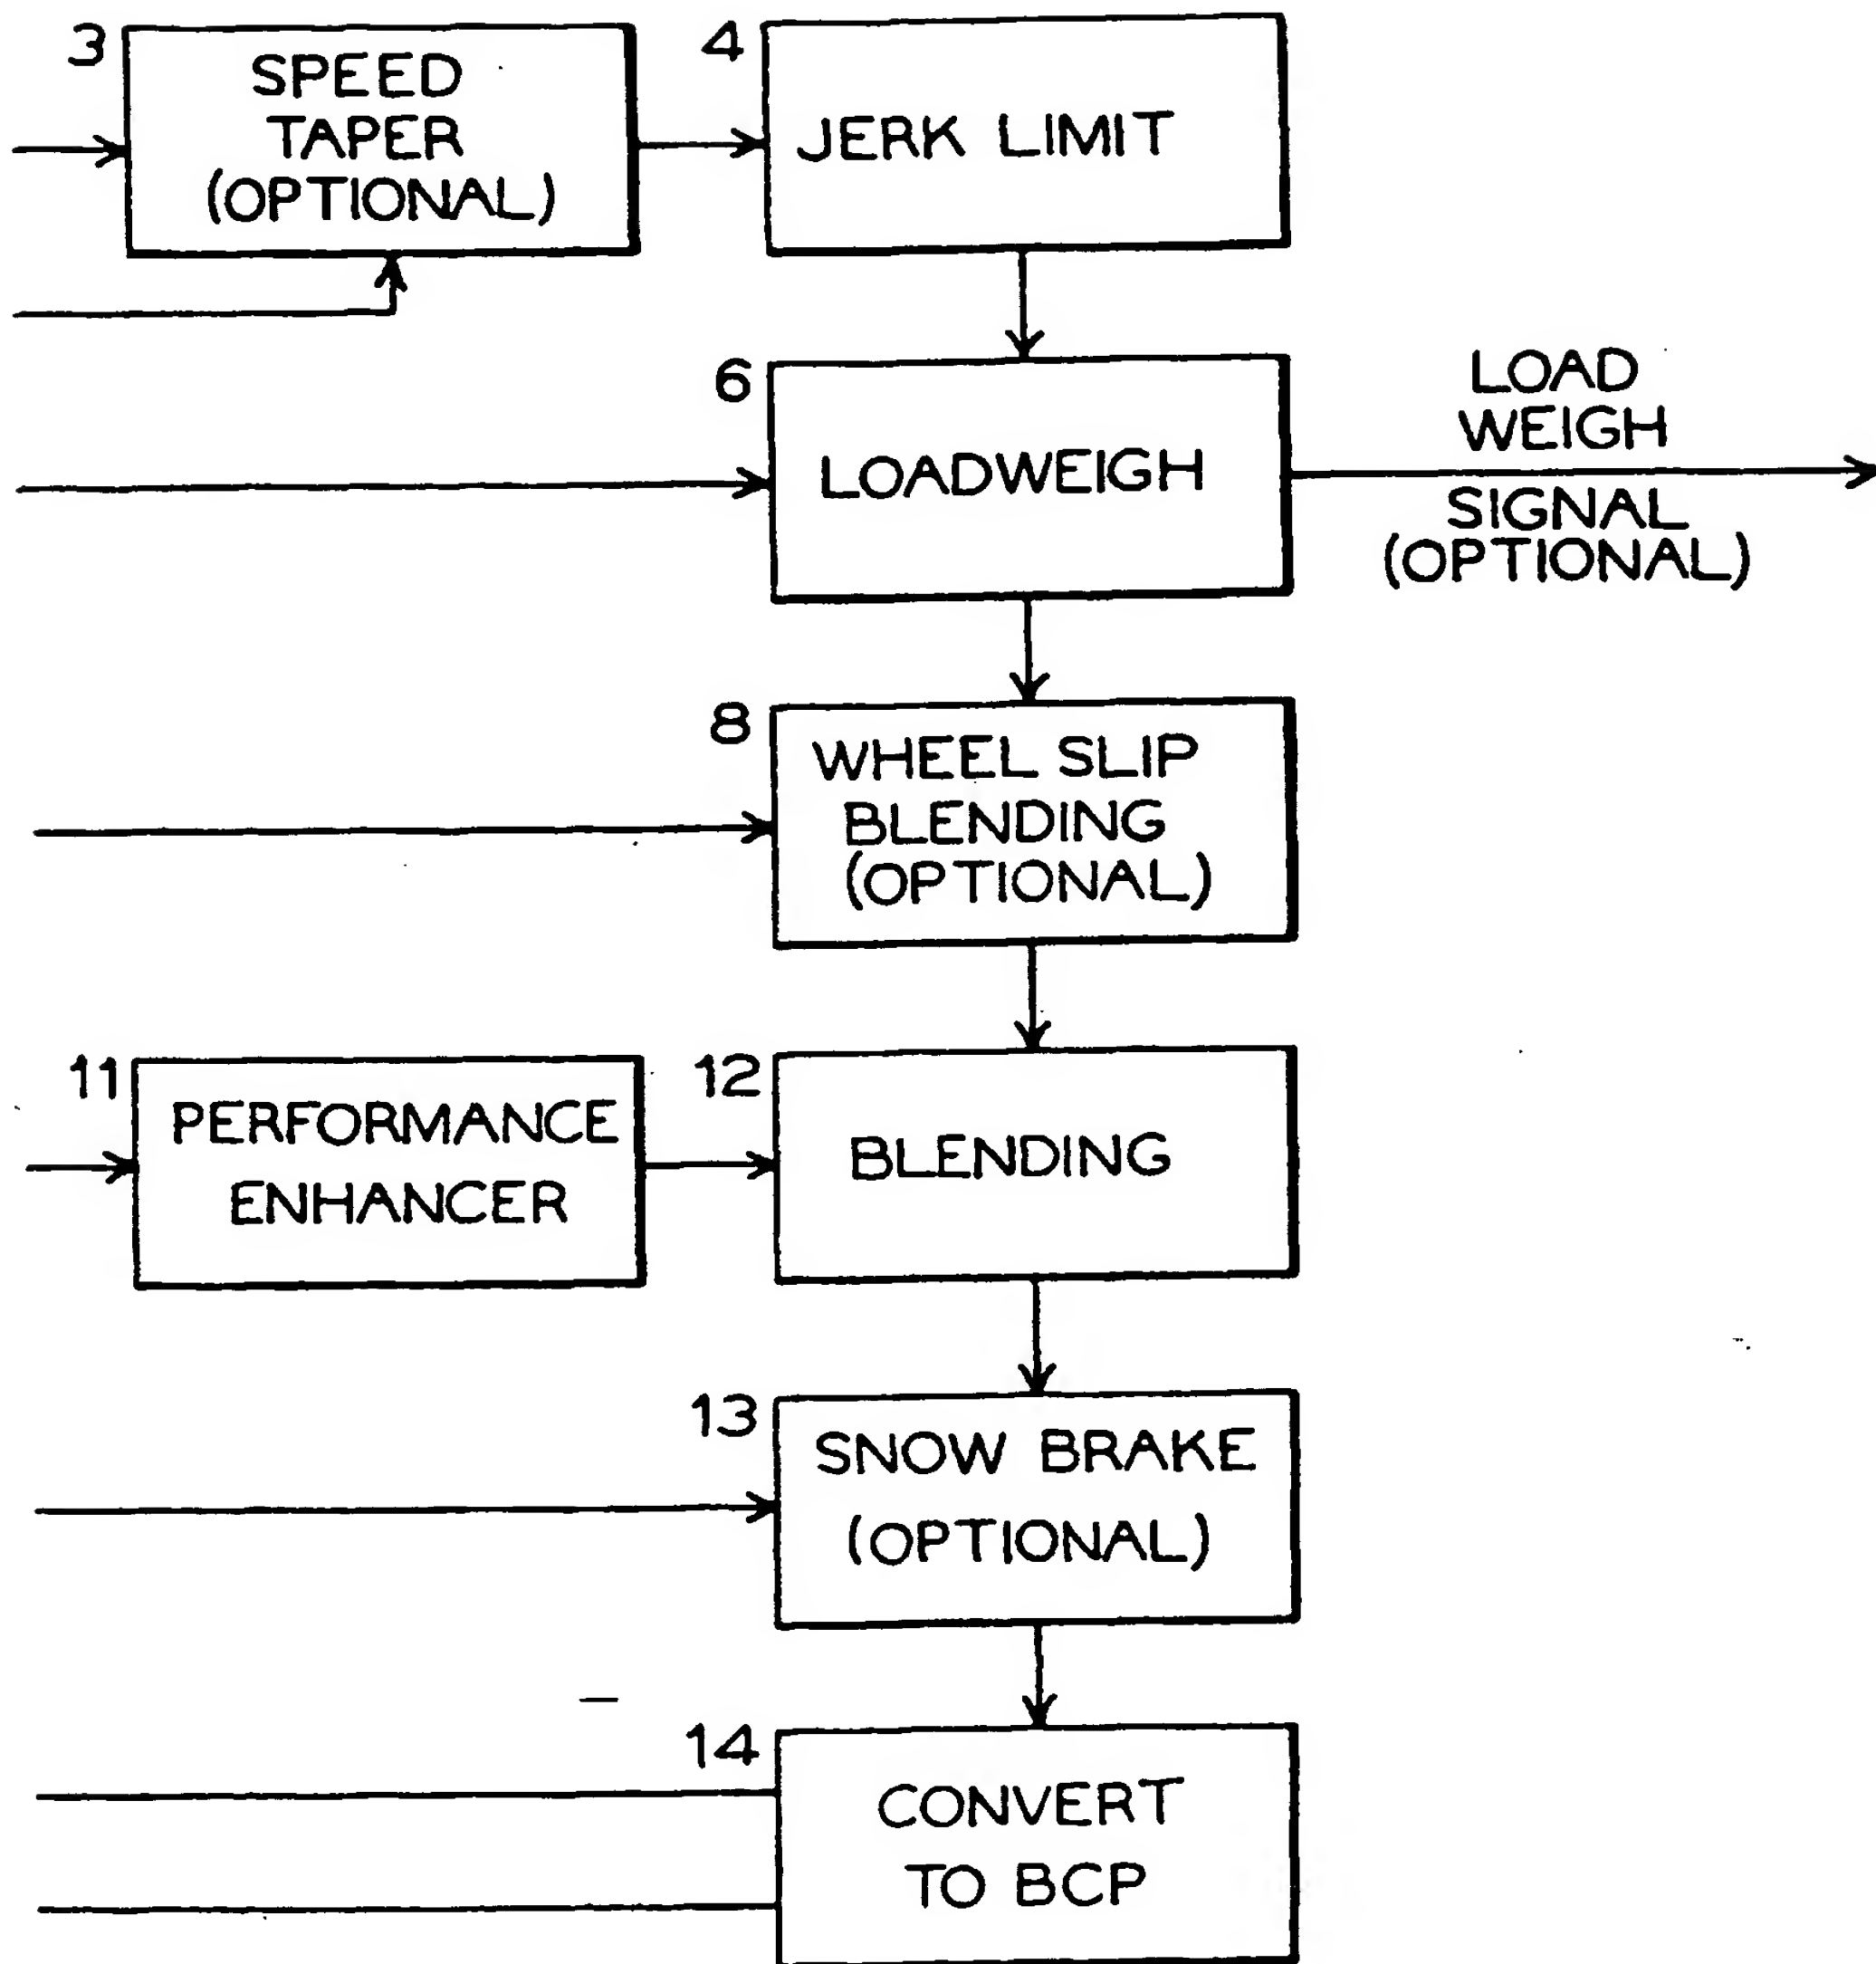 3
SPEED
TAPER
(OPTIONAL)
4
JERK LIMIT
6
LOADWEIGH
LOAD
WEIGH
SIGNAL
(OPTIONAL)
8
WHEEL SLIP
BLENDING
(OPTIONAL)
11
PERFORMANCE
ENHANCER
12
BLENDING
13
SNOW BRAKE
(OPTIONAL)
14
CONVERT
TO BCP